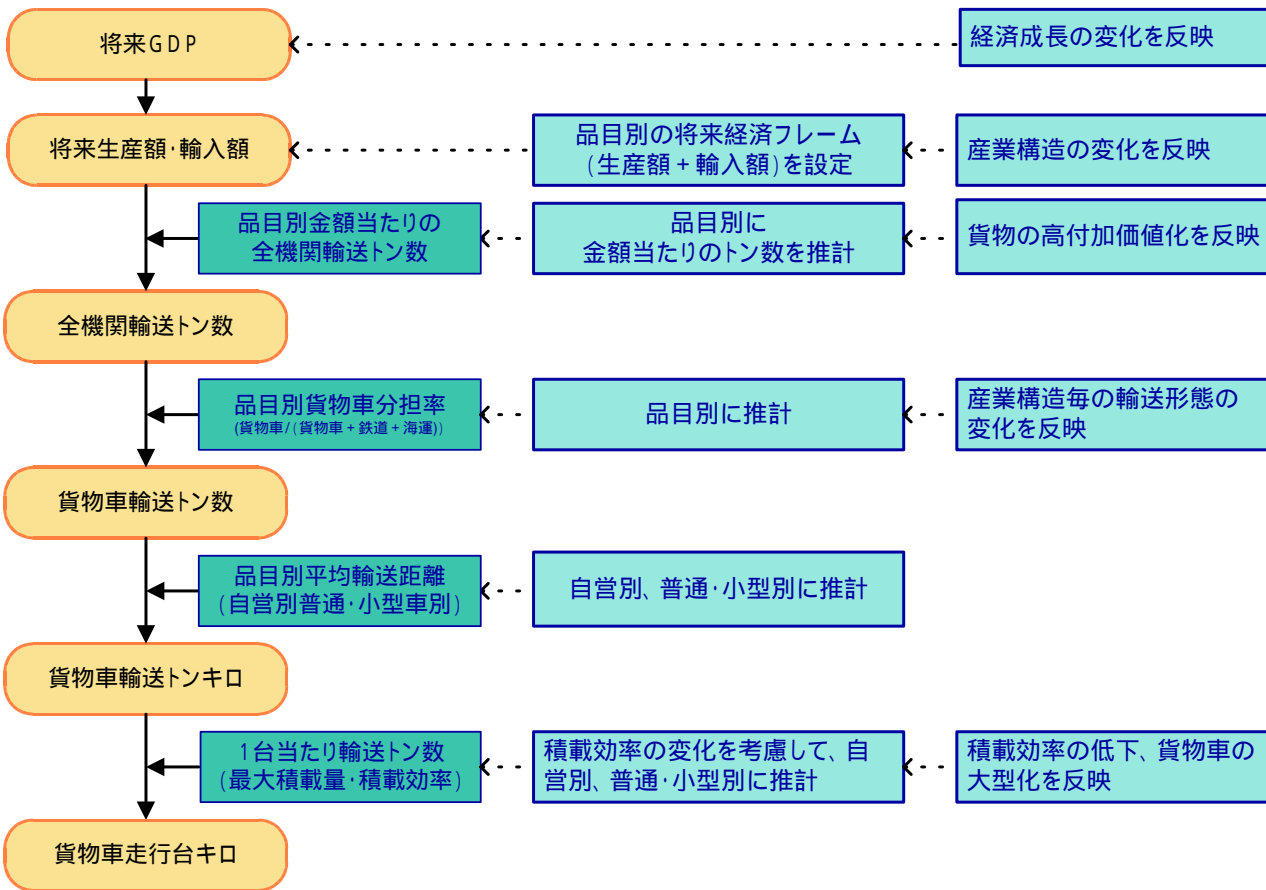 将来GDP
経済成長の変化を反映
将来生産額・輸入額
品目別の将来経済フレーム
(生産額+輸入額)を設定
産業構造の変化を反映
品目別金額当たりの
全機関輸送トン数
品目別に
金額当たりのトン数を推計
貨物の高付加価値化を反映
全機関輸送トン数
品目別貨物車分担率
(貨物車/(貨物車+鉄道+海運))
品目別に推計
産業構造毎の輸送形態の
変化を反映
貨物車輸送トン数
品目別平均輸送距離
(自営別普通・小型車別)
自営別、普通・小型別に推計
貨物車輸送トンキロ
1台当たり輸送トン数
(最大積載量・積載効率)
積載効率の変化を考慮して、自
営別、普通・小型別に推計
積載効率の低下、貨物車の
大型化を反映
貨物車走行台キロ